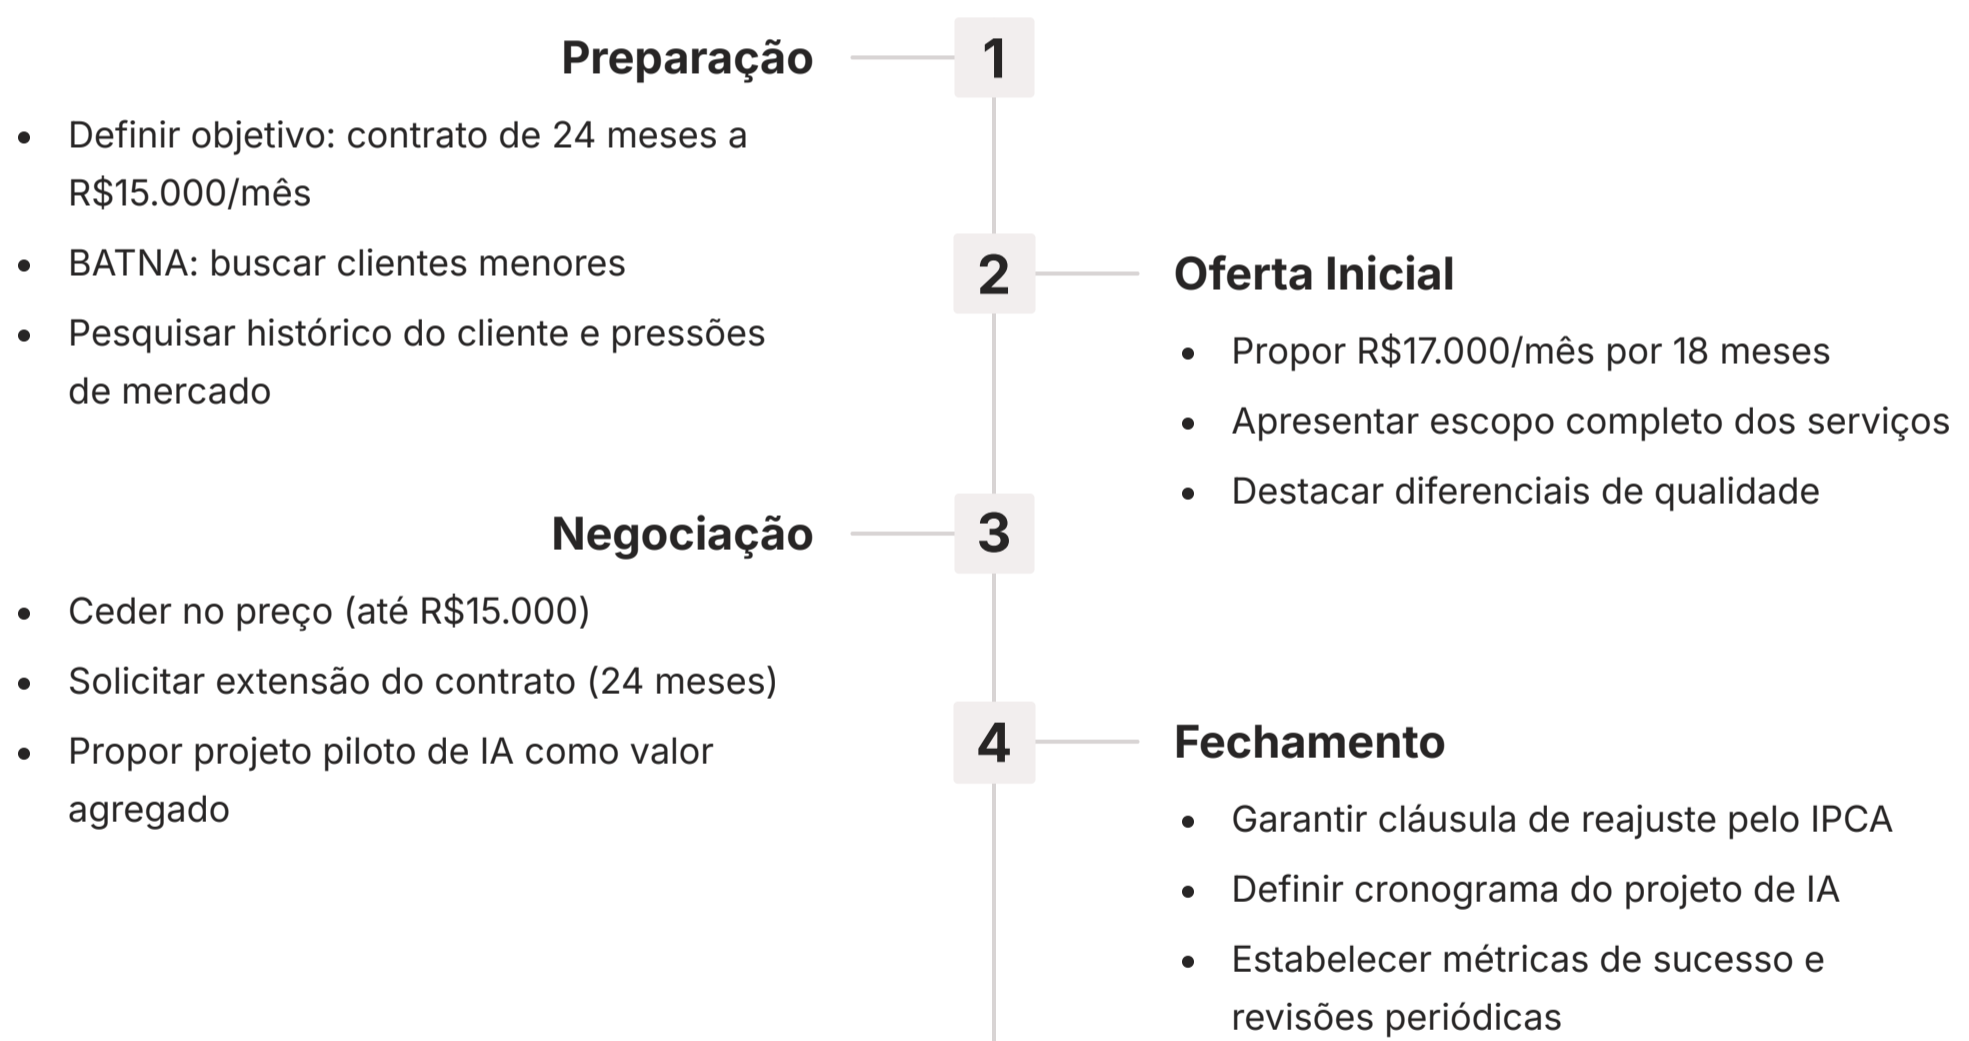 Preparação
1
• Definir objetivo: contrato de 24 meses a
R$15.000/mês
• BATNA: buscar clientes menores
• Pesquisar histórico do cliente e pressões
de mercado
2
Oferta Inicial
• Propor R$17.000/mês por 18 meses
• Apresentar escopo completo dos serviços
• Destacar diferenciais de qualidade
Negociação
3
• Ceder no preço (até R$15.000)
• Solicitar extensão do contrato (24 meses)
• Propor projeto piloto de IA como valor
agregado
4
Fechamento
• Garantir cláusula de reajuste pelo IPCA
• Definir cronograma do projeto de IA
• Estabelecer métricas de sucesso e
revisões periódicas